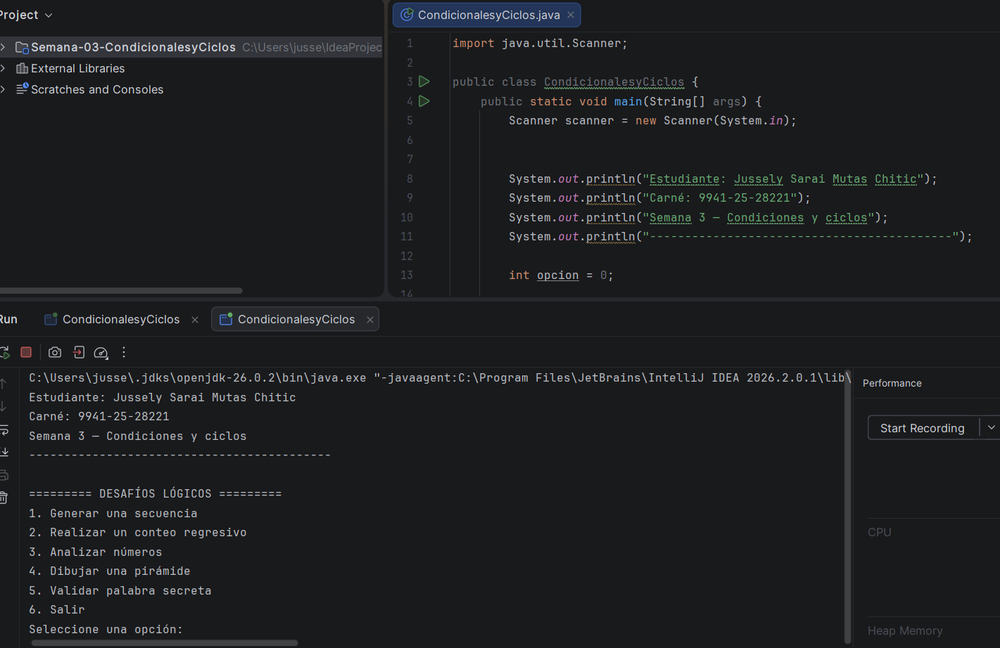 Project
CondicionalesyCiclos.java
Semana-03-CondicionalesyCiclos C:\Users\jusse\IdeaProjec
External Libraries
Scratches and Consoles
1 import java.util.Scanner;
2
3 public class CondicionalesyCiclos {
4 public static void main(String[] args) {
5 Scanner scanner = new Scanner(System.in);
6
7
8 System.out.println("Estudiante: Jussely Sarai Mutas Chitic");
9 System.out.println("Carné: 9941-25-28221");
10 System.out.println("Semana 3 – Condiciones y ciclos");
11 System.out.println("-------------------------------------------");
12
13 int opcion = 0;
14
Run CondicionalesyCiclos CondicionalesyCiclos
C:\Users\jusse\.jdks\openjdk-26.0.2\bin\java.exe "-javaagent:C:\Program Files\JetBrains\IntelliJ IDEA 2026.2.0.1\lib\
Estudiante: Jussely Sarai Mutas Chitic
Carné: 9941-25-28221
Semana 3 – Condiciones y ciclos
-------------------------------------------
========= DESAFÍOS LÓGICOS =========
1. Generar una secuencia
2. Realizar un conteo regresivo
3. Analizar números
4. Dibujar una pirámide
5. Validar palabra secreta
6. Salir
Seleccione una opción:
Performance
Start Recording
CPU
Heap Memory